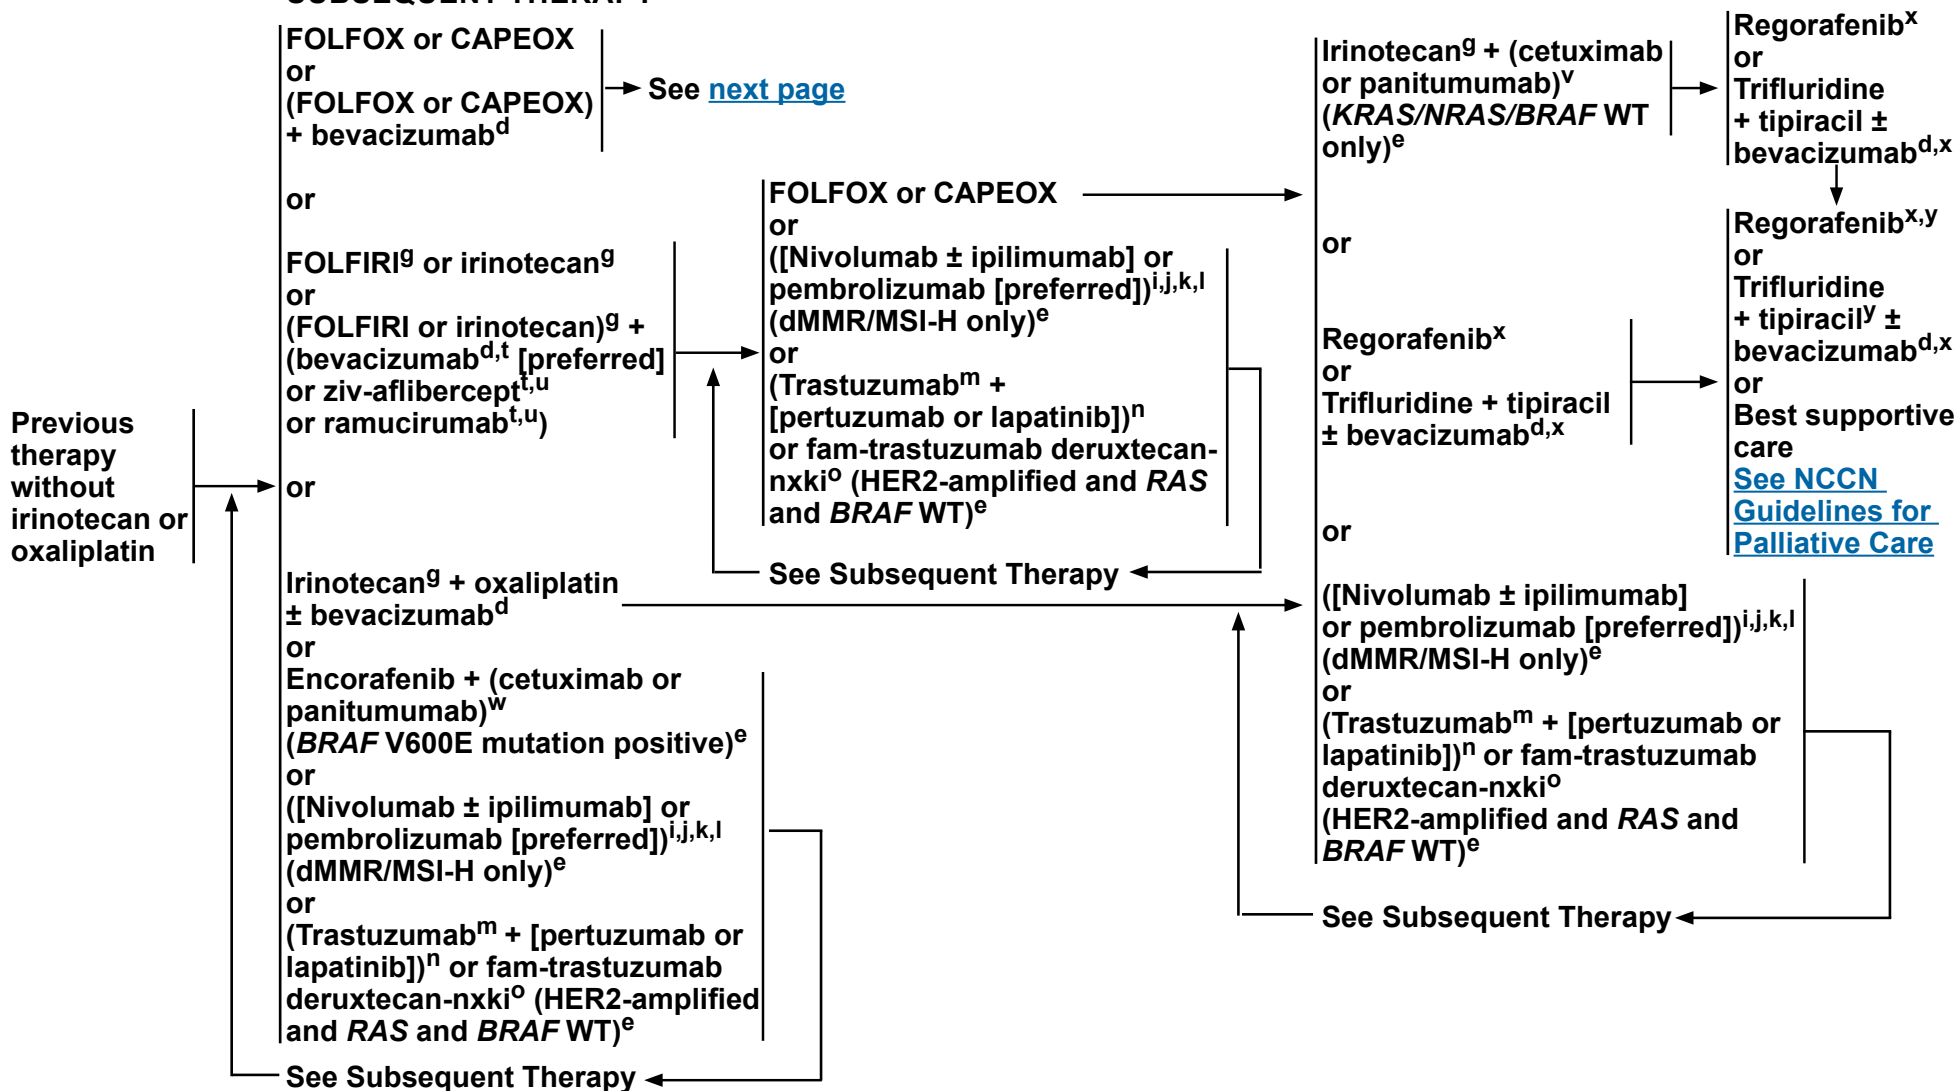 SUBSEQUENT THERAPY
Previous
therapy
without
irinotecan or
oxaliplatin
FOLFOX or CAPEOX
or
(FOLFOX or CAPEOX)
+ bevacizumabᵈ
See next page
or
FOLFIRIᵍ or irinotecanᵍ
or
(FOLFIRI or irinotecan)ᵍ +
(bevacizumabᵈ,ᵗ [preferred]
or ziv-afliberceptᵗ,ᵘ
or ramucirumabᵗ,ᵘ)
or
Irinotecanᵍ + oxaliplatin
± bevacizumabᵈ
or
Encorafenib + (cetuximab or
panitumumab)ʷ
(BRAF V600E mutation positive)ᵉ
or
([Nivolumab ± ipilimumab] or
pembrolizumab [preferred])ⁱ,ʲ,ᵏ,ˡ
(dMMR/MSI-H only)ᵉ
or
(Trastuzumabᵐ + [pertuzumab or
lapatinib])ⁿ or fam-trastuzumab
deruxtecan-nxkiᵒ (HER2-amplified
and RAS and BRAF WT)ᵉ
See Subsequent Therapy
FOLFOX or CAPEOX
or
([Nivolumab ± ipilimumab] or
pembrolizumab [preferred])ⁱ,ʲ,ᵏ,ˡ
(dMMR/MSI-H only)ᵉ
or
(Trastuzumabᵐ +
[pertuzumab or lapatinib])ⁿ
or fam-trastuzumab deruxtecan-
nxkiᵒ (HER2-amplified and RAS
and BRAF WT)ᵉ
See Subsequent Therapy
Irinotecanᵍ + (cetuximab
or panitumumab)ᵛ
(KRAS/NRAS/BRAF WT
only)ᵉ
or
Regorafenibˣ
or
Trifluridine + tipiracil
± bevacizumabᵈ,ˣ
or
([Nivolumab ± ipilimumab]
or pembrolizumab [preferred])ⁱ,ʲ,ᵏ,ˡ
(dMMR/MSI-H only)ᵉ
or
(Trastuzumabᵐ + [pertuzumab or
lapatinib])ⁿ or fam-trastuzumab
deruxtecan-nxkiᵒ
(HER2-amplified and RAS and
BRAF WT)ᵉ
See Subsequent Therapy
Regorafenibˣ
or
Trifluridine
+ tipiracil ±
bevacizumabᵈ,ˣ
Regorafenibˣ,ʸ
or
Trifluridine
+ tipiracilʸ ±
bevacizumabᵈ,ˣ
or
Best supportive
care
See NCCN
Guidelines for
Palliative Care